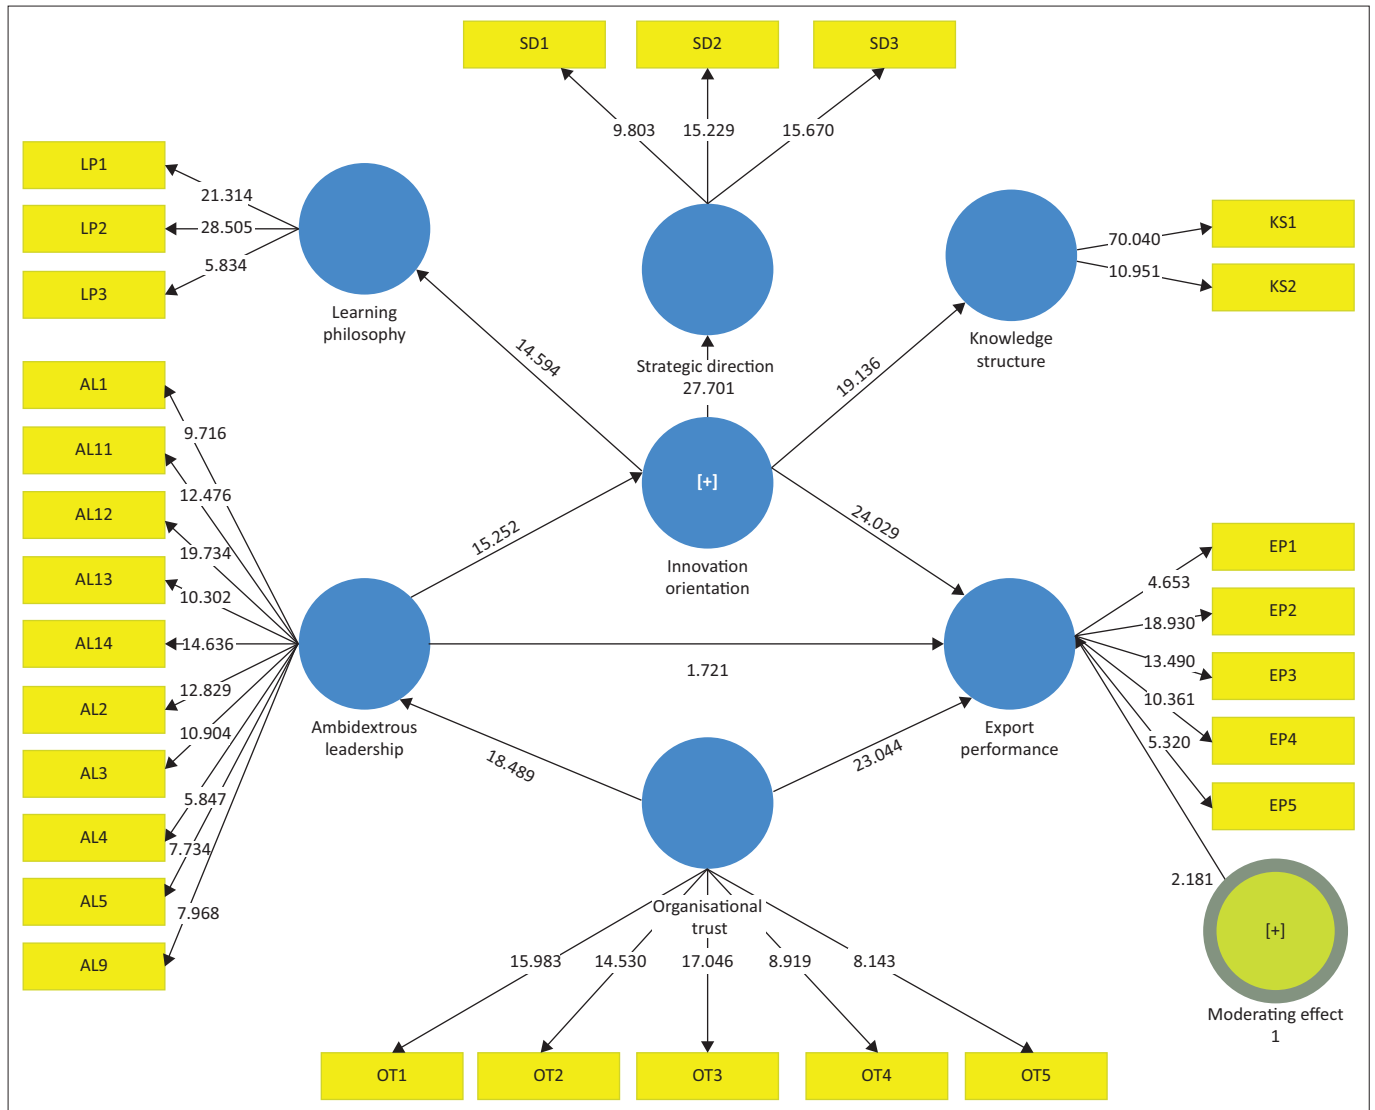 SD1
SD2
SD3
9.803
15.229
15.670
LP1
LP2
LP3
21.314
28.505
5.834
Learning
philosophy
KS1
KS2
70.040
10.951
Knowledge
structure
Strategic direction
27.701
14.594
19.136
[+]
Innovation
orientation
15.252
24.029
AL1
AL11
AL12
AL13
AL14
AL2
AL3
AL4
AL5
AL9
9.716
12.476
19.734
10.302
14.636
12.829
10.904
5.847
7.734
7.968
Ambidextrous
leadership
1.721
18.489
23.044
Export
performance
EP1
EP2
EP3
EP4
EP5
4.653
18.930
13.490
10.361
5.320
2.181
[+]
Moderating effect
1
Organisational
trust
15.983
14.530
17.046
8.919
8.143
OT1
OT2
OT3
OT4
OT5